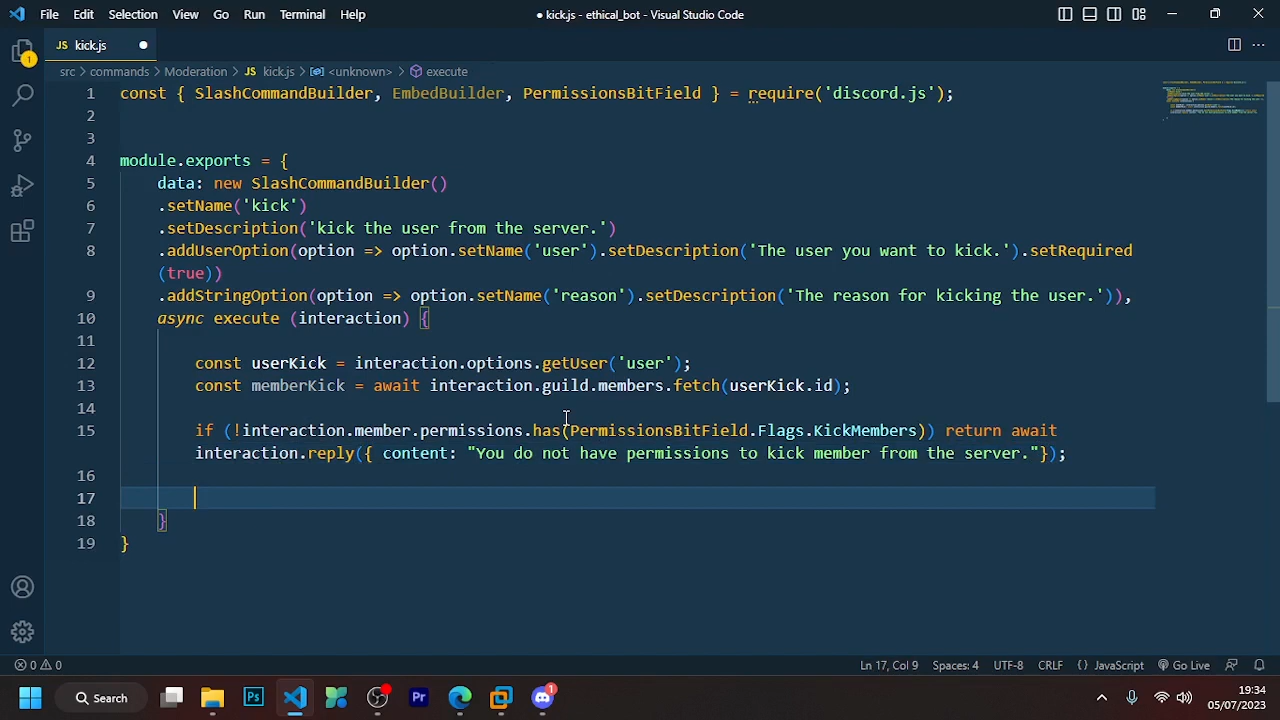 File Edit Selection View Go Run Terminal Help
● kick.js - ethical_bot - Visual Studio Code
JS kick.js
src > commands > Moderation > JS kick.js > <unknown> > execute
1 const { SlashCommandBuilder, EmbedBuilder, PermissionsBitField } = require('discord.js');
2
3
4 module.exports = {
5 data: new SlashCommandBuilder()
6 .setName('kick')
7 .setDescription('kick the user from the server.')
8 .addUserOption(option => option.setName('user').setDescription('The user you want to kick.').setRequired
(true))
9 .addStringOption(option => option.setName('reason').setDescription('The reason for kicking the user.')),
10 async execute (interaction) {
11
12 const userKick = interaction.options.getUser('user');
13 const memberKick = await interaction.guild.members.fetch(userKick.id);
14
15 if (!interaction.member.permissions.has(PermissionsBitField.Flags.KickMembers)) return await
interaction.reply({ content: "You do not have permissions to kick member from the server."});
16
17
18 }
19 }
1
0 0
Ln 17, Col 9 Spaces: 4 UTF-8 CRLF {} JavaScript Go Live
Search
Ps
Pr
1
19:34
05/07/2023